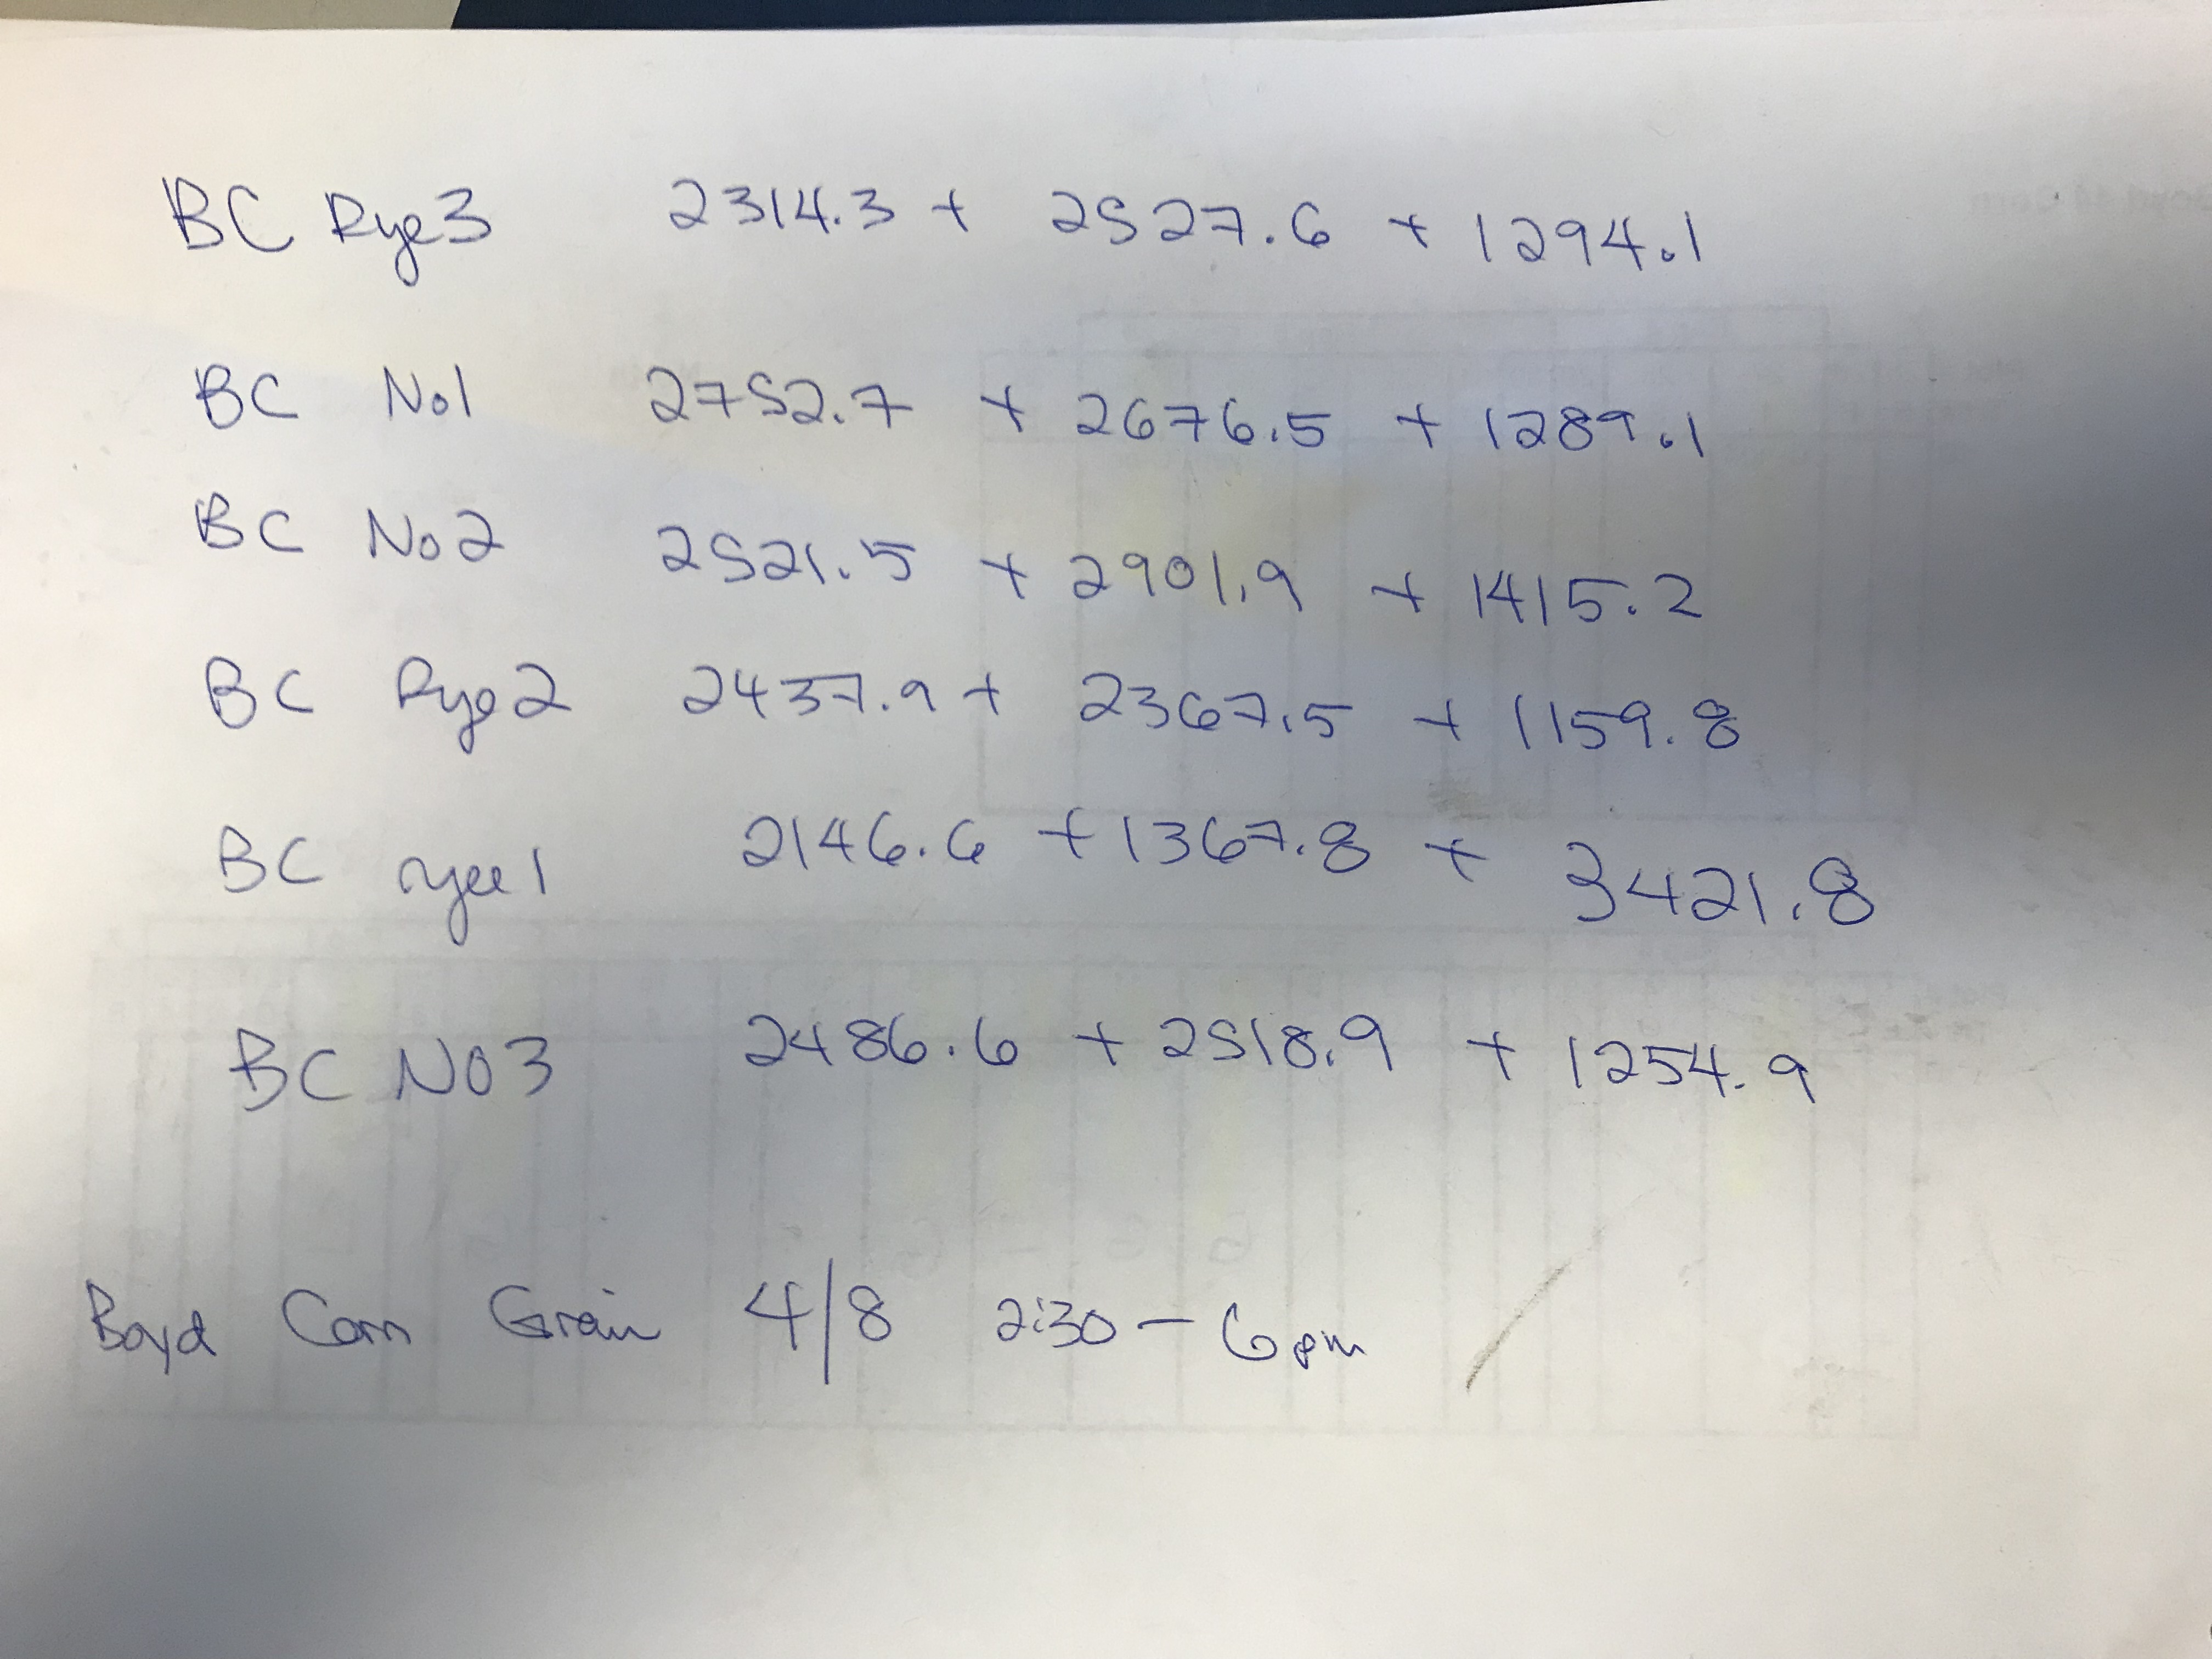 BC Rye3 2314.3 + 2527.6 + 1294.1
BC No1 2752.7 + 2676.5 + 1289.1
BC No2 2521.5 + 2901.9 + 1415.2
BC Rye2 2437.9 + 2367.5 + 1159.8
BC rye1 2146.6 + 1367.8 + 3421.8
BC NO3 2486.6 + 2518.9 + 1254.9
Boyd Corn Grain 4/8 2:30 - 6pm